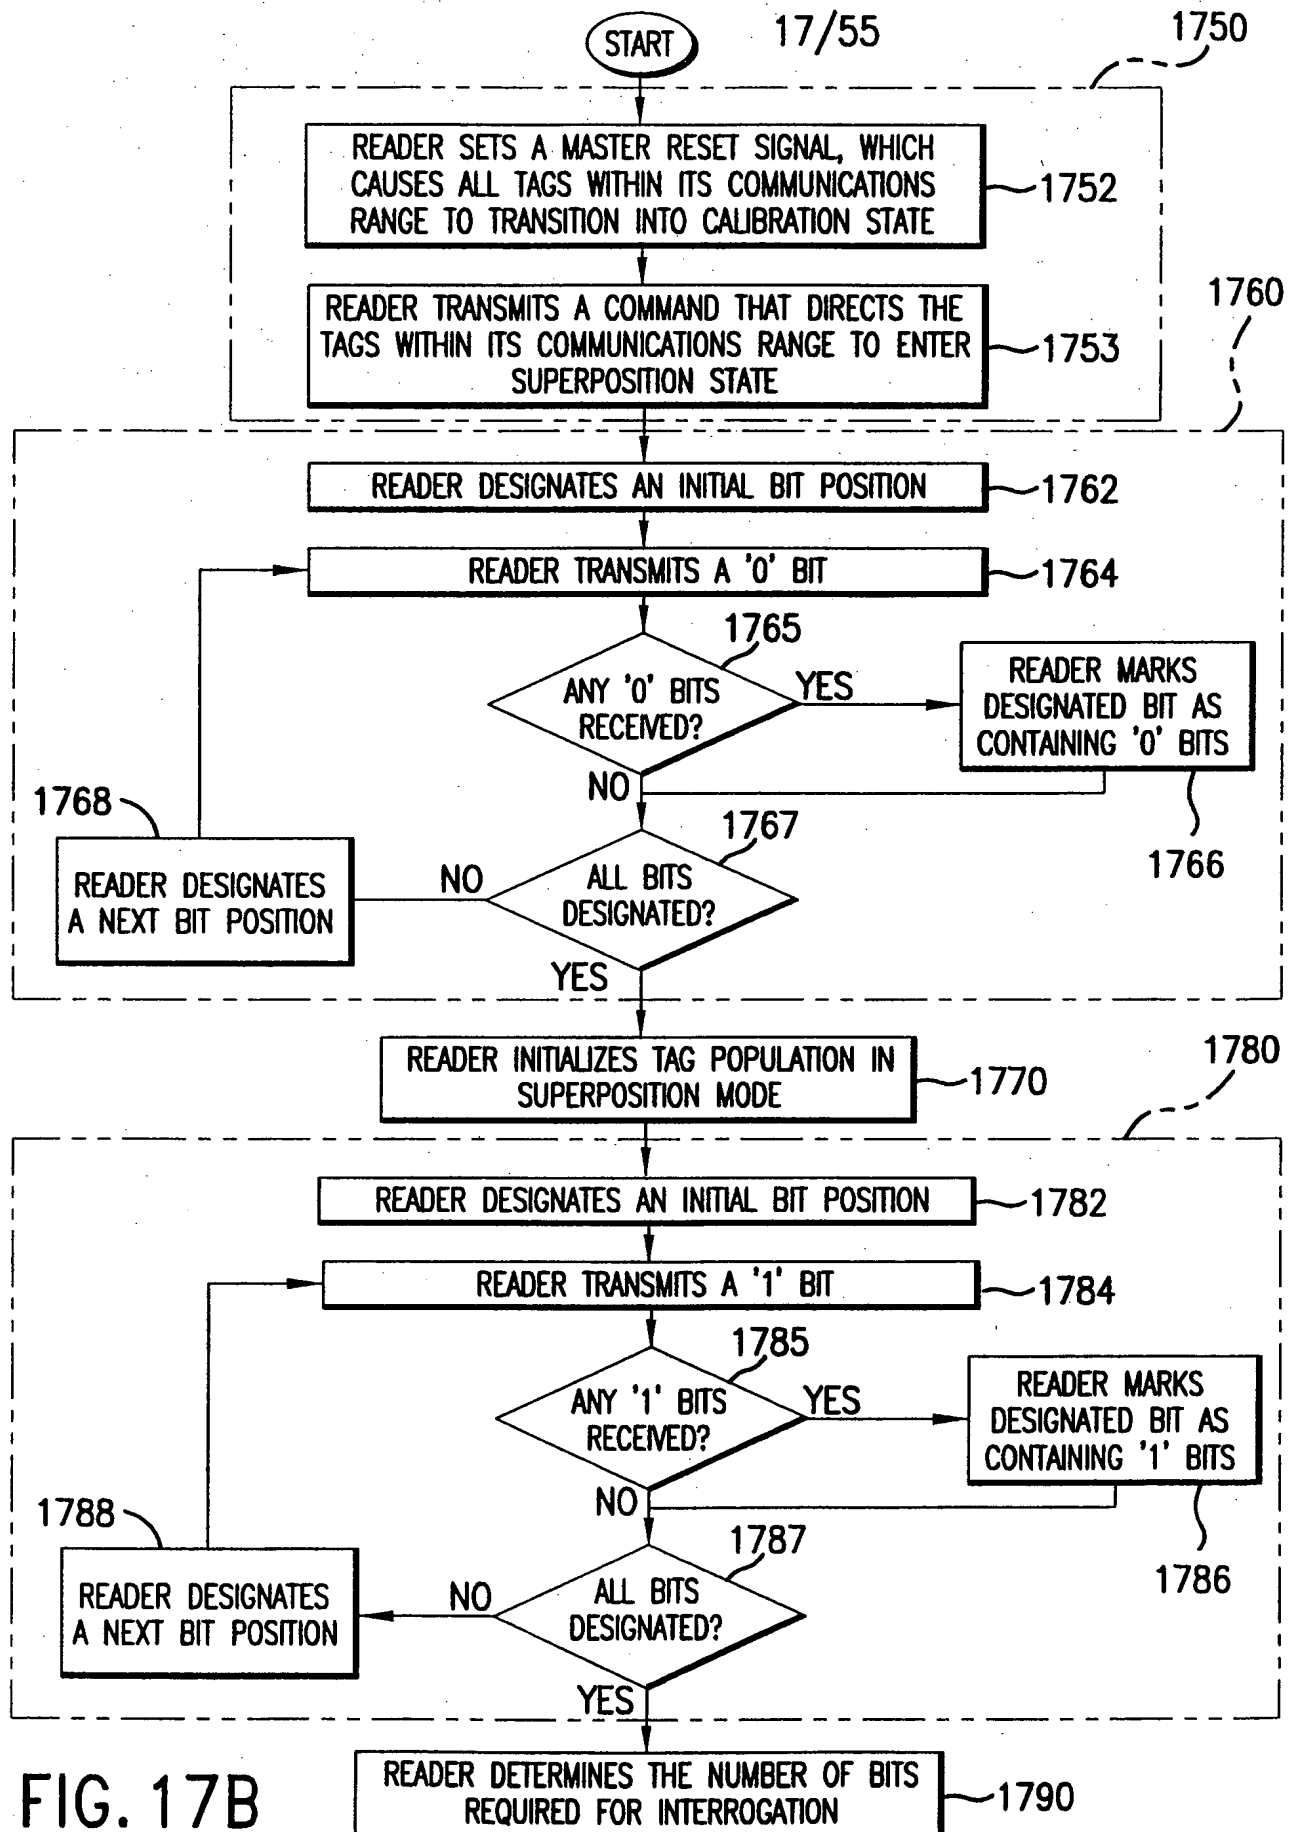 START
17/55
1750
READER SETS A MASTER RESET SIGNAL, WHICH
CAUSES ALL TAGS WITHIN ITS COMMUNICATIONS
RANGE TO TRANSITION INTO CALIBRATION STATE
1752
READER TRANSMITS A COMMAND THAT DIRECTS THE
TAGS WITHIN ITS COMMUNICATIONS RANGE TO ENTER
SUPERPOSITION STATE
1753
1760
READER DESIGNATES AN INITIAL BIT POSITION
1762
READER TRANSMITS A '0' BIT
1764
1765
ANY '0' BITS
RECEIVED?
YES
READER MARKS
DESIGNATED BIT AS
CONTAINING '0' BITS
1766
NO
1767
ALL BITS
DESIGNATED?
NO
1768
READER DESIGNATES
A NEXT BIT POSITION
YES
READER INITIALIZES TAG POPULATION IN
SUPERPOSITION MODE
1770
1780
READER DESIGNATES AN INITIAL BIT POSITION
1782
READER TRANSMITS A '1' BIT
1784
1785
ANY '1' BITS
RECEIVED?
YES
READER MARKS
DESIGNATED BIT AS
CONTAINING '1' BITS
1786
NO
1787
ALL BITS
DESIGNATED?
NO
1788
READER DESIGNATES
A NEXT BIT POSITION
YES
READER DETERMINES THE NUMBER OF BITS
REQUIRED FOR INTERROGATION
1790
FIG. 17B